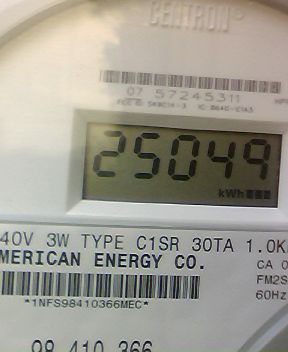 CENTRON®
07 57245311
25049
kWh
40V 3W TYPE C1SR 30TA 1.0K
MERICAN ENERGY CO.
CA 0
FM2S
*1NFS98410366MEC*
60Hz
98 410 366